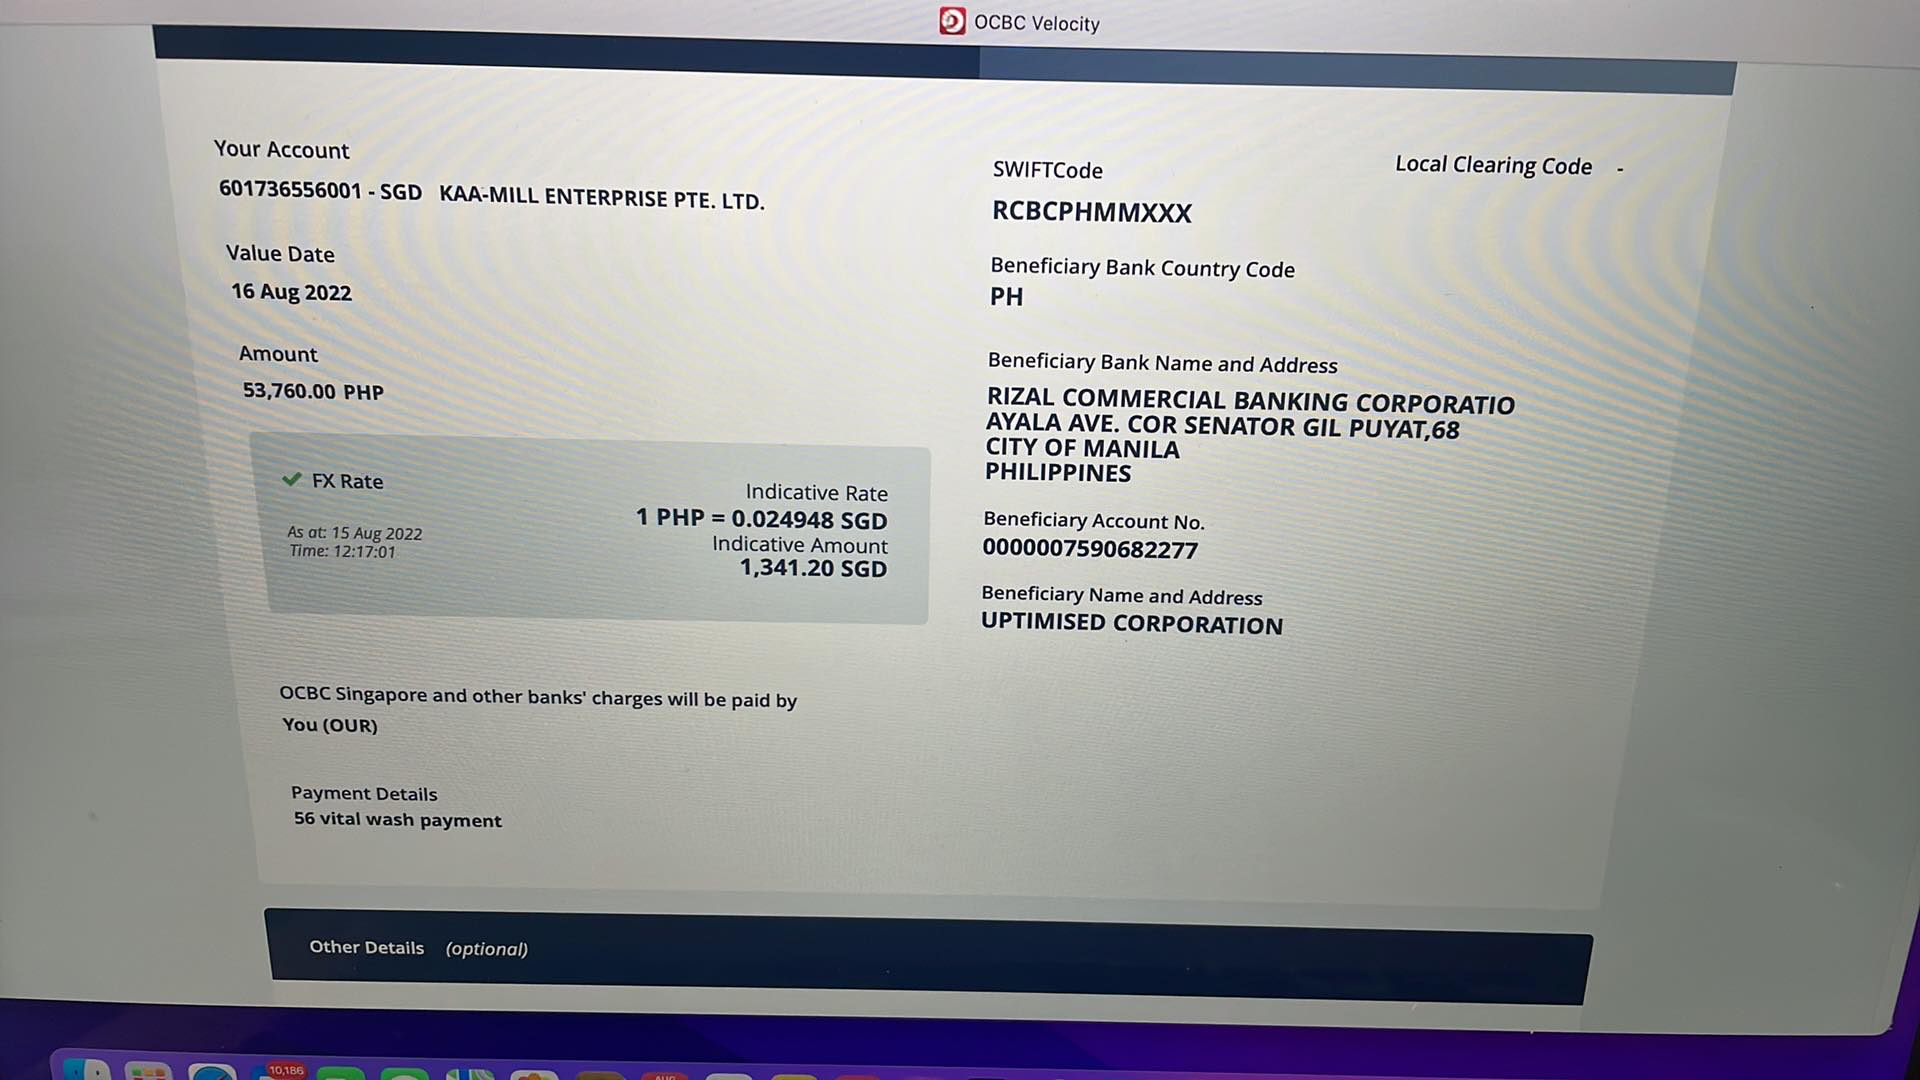 OCBC Velocity
Your Account
601736556001 - SGD KAA-MILL ENTERPRISE PTE. LTD.
Value Date
16 Aug 2022
Amount
53,760.00 PHP
FX Rate
As at: 15 Aug 2022
Time: 12:17:01
Indicative Rate
1 PHP = 0.024948 SGD
Indicative Amount
1,341.20 SGD
OCBC Singapore and other banks' charges will be paid by
You (OUR)
Payment Details
56 vital wash payment
SWIFTCode
RCBCPHMMXXX
Local Clearing Code -
Beneficiary Bank Country Code
PH
Beneficiary Bank Name and Address
RIZAL COMMERCIAL BANKING CORPORATIO
AYALA AVE. COR SENATOR GIL PUYAT,68
CITY OF MANILA
PHILIPPINES
Beneficiary Account No.
0000007590682277
Beneficiary Name and Address
UPTIMISED CORPORATION
Other Details (optional)
10,186
AUG